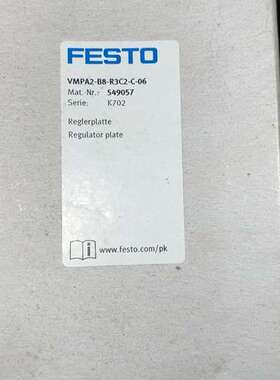 FESTO
VMPA2-B8-R3C2-C-06
Mat.-Nr.: 549057
Serie: K702
Reglerplatte
Regulator plate
www.festo.com/pk